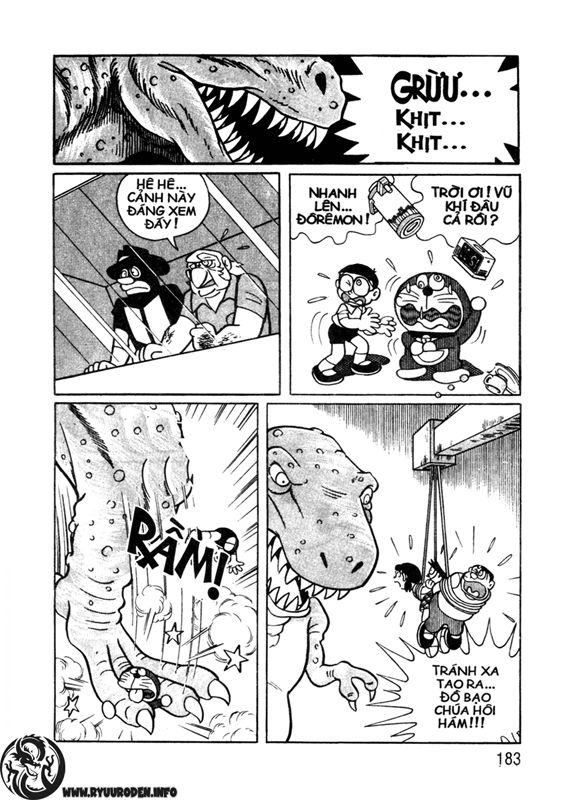 GRỪƯ...
KHỊT...
KHỊT...
HÊ HÊ...
CẢNH NÀY
ĐÁNG XEM
ĐẤY!
NHANH
LÊN...
ĐÔRÊMON!
TRỜI ƠI! VŨ
KHÍ ĐÂU
CẢ RỒI?
RẦM!
TRÁNH XA
TAO RA...
ĐỒ BẠO
CHÚA HÔI
HÁM!!!
183
WWW.RYUURODEN.INFO